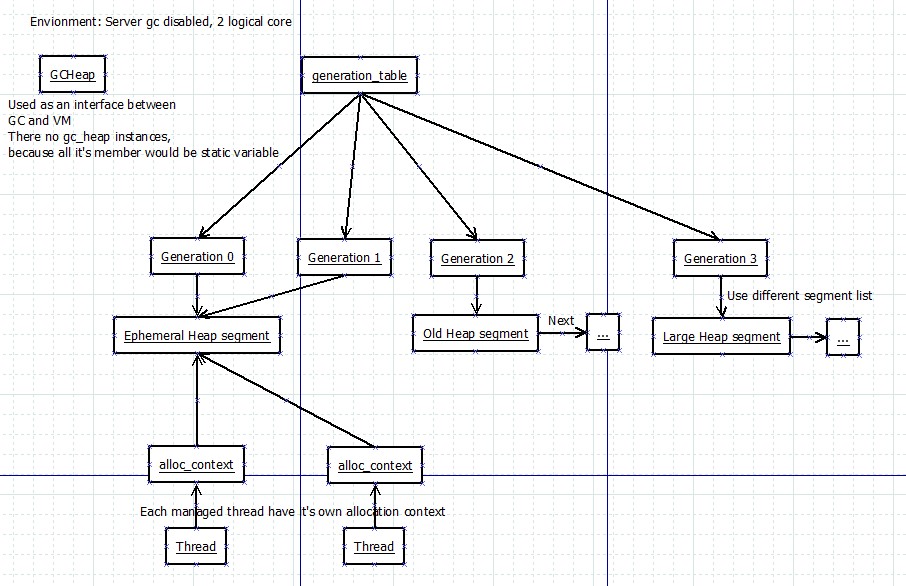 Envionment: Server gc disabled, 2 logical core
GCHeap
generation_table
Used as an interface between
GC and VM
There no gc_heap instances,
because all it's member would be static variable
Generation 0
Generation 1
Generation 2
Generation 3
Use different segment list
Ephemeral Heap segment
Old Heap segment
Next
...
Large Heap segment
...
alloc_context
alloc_context
Each managed thread have it's own allocation context
Thread
Thread